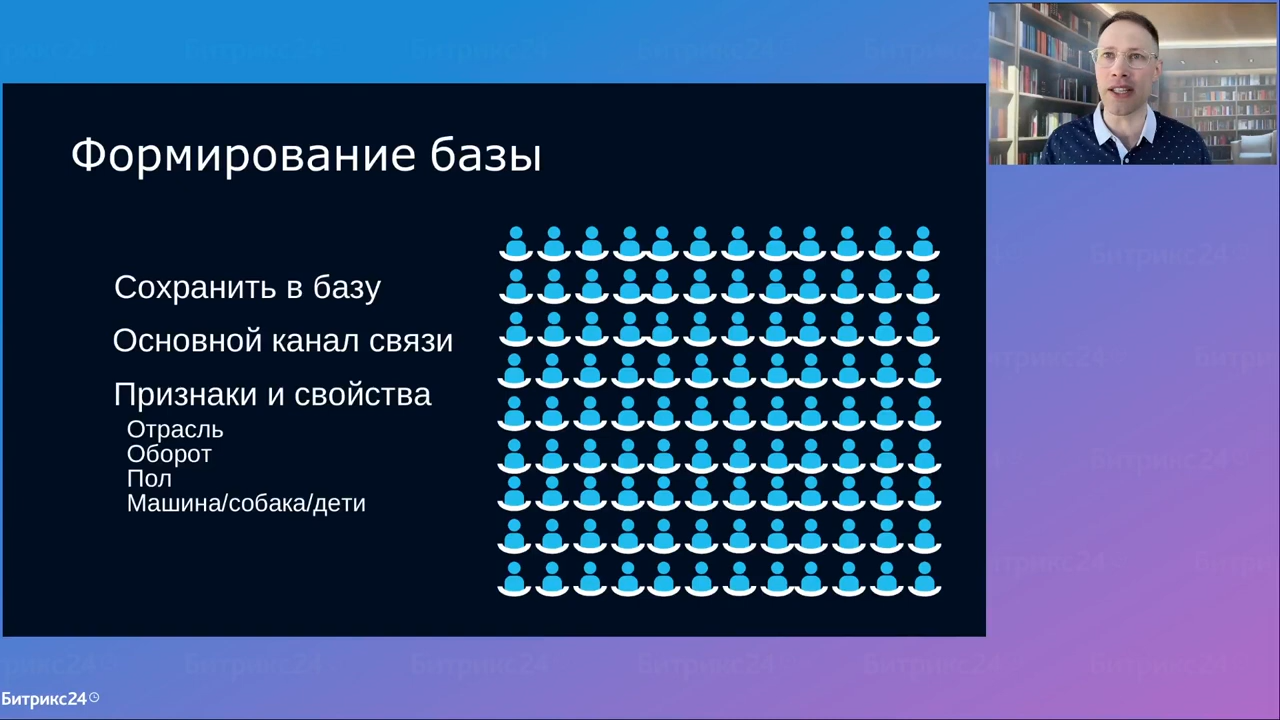 Формирование базы
Сохранить в базу
Основной канал связи
Признаки и свойства
Отрасль
Оборот
Пол
Машина/собака/дети
Битрикс24